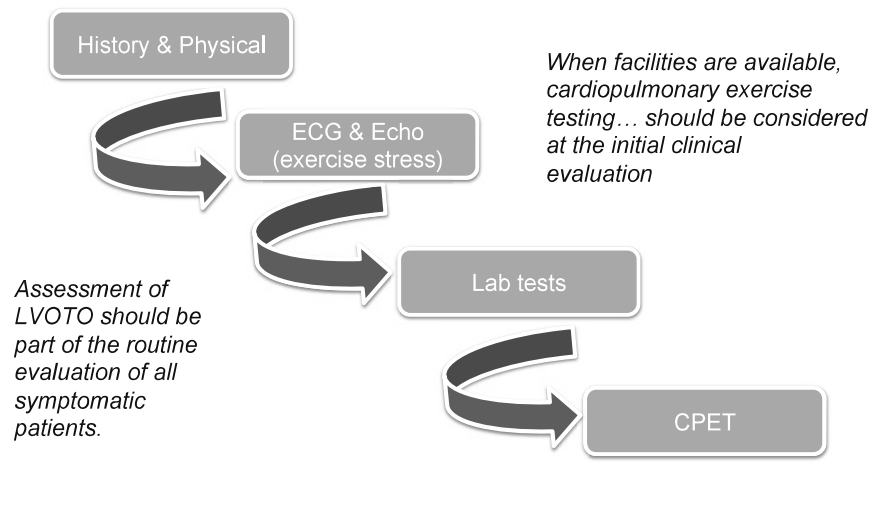 History & Physical
When facilities are available,
cardiopulmonary exercise
testing… should be considered
at the initial clinical
evaluation
ECG & Echo
(exercise stress)
Lab tests
Assessment of
LVOTO should be
part of the routine
evaluation of all
symptomatic
patients.
CPET